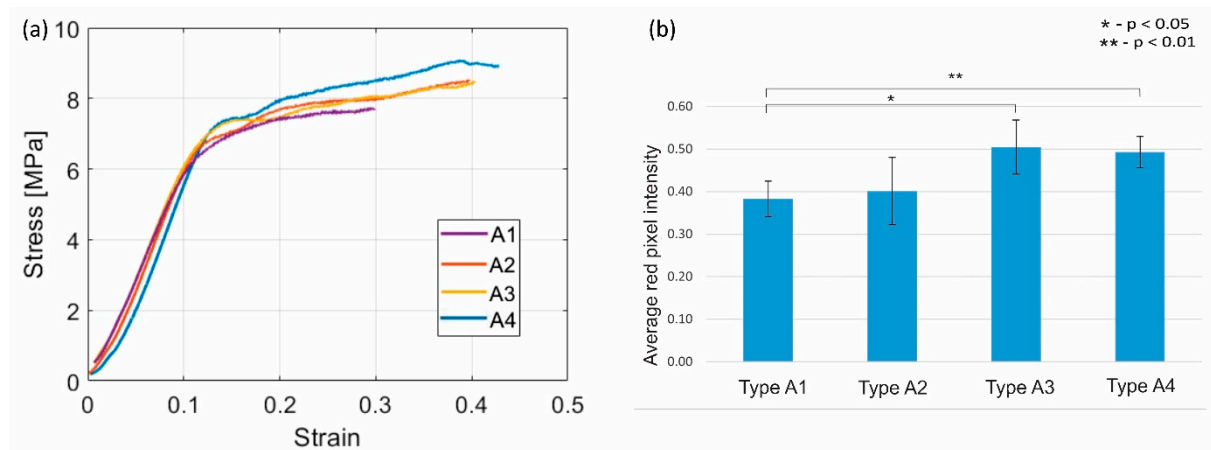 (a)
10
8
6
4
2
0
Stress [MPa]
A1
A2
A3
A4
0 0.1 0.2 0.3 0.4 0.5
Strain
(b)
* - p < 0.05
** - p < 0.01
**
*
0.60
0.50
0.40
0.30
0.20
0.10
0.00
Average red pixel intensity
Type A1 Type A2 Type A3 Type A4